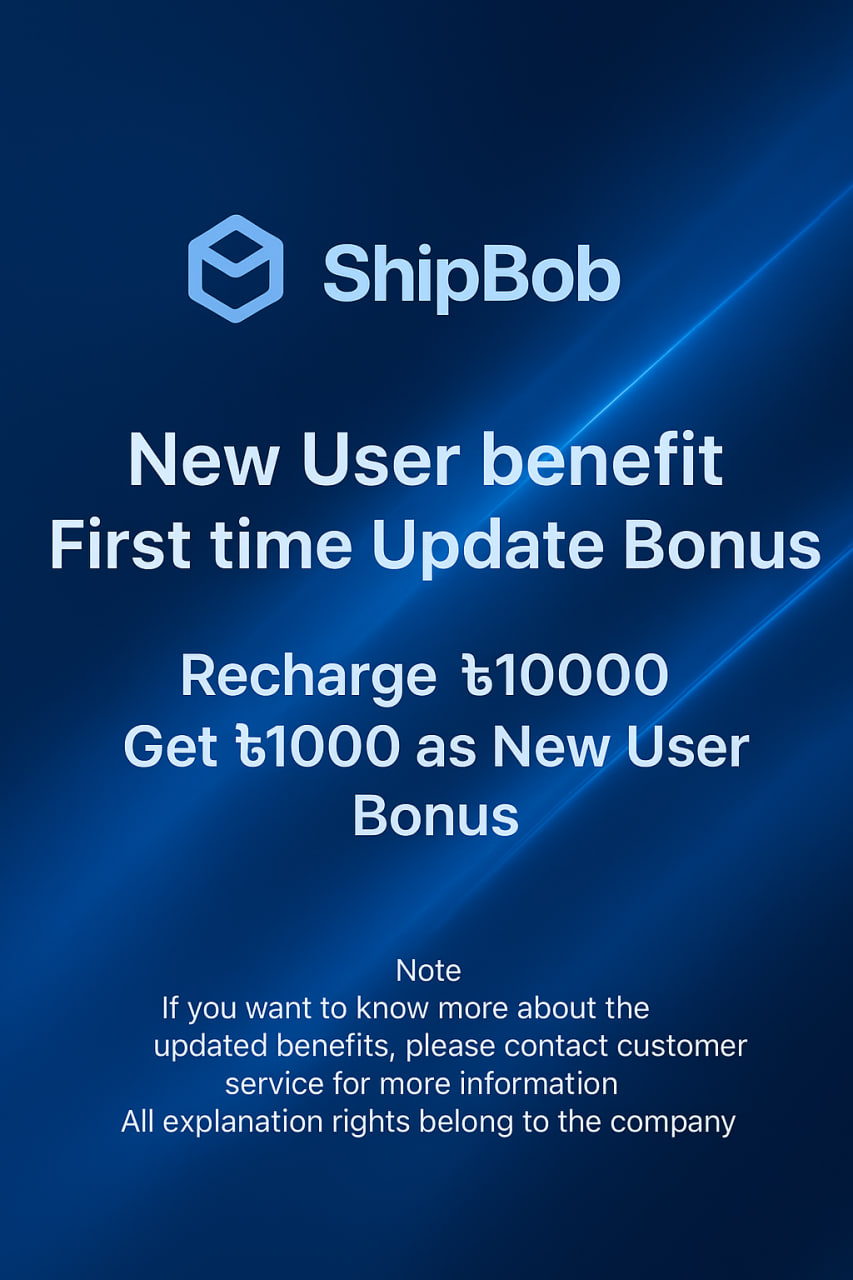 ShipBob
New User benefit
First time Update Bonus
Recharge ৳10000
Get ৳1000 as New User
Bonus
Note
If you want to know more about the
updated benefits, please contact customer
service for more information
All explanation rights belong to the company